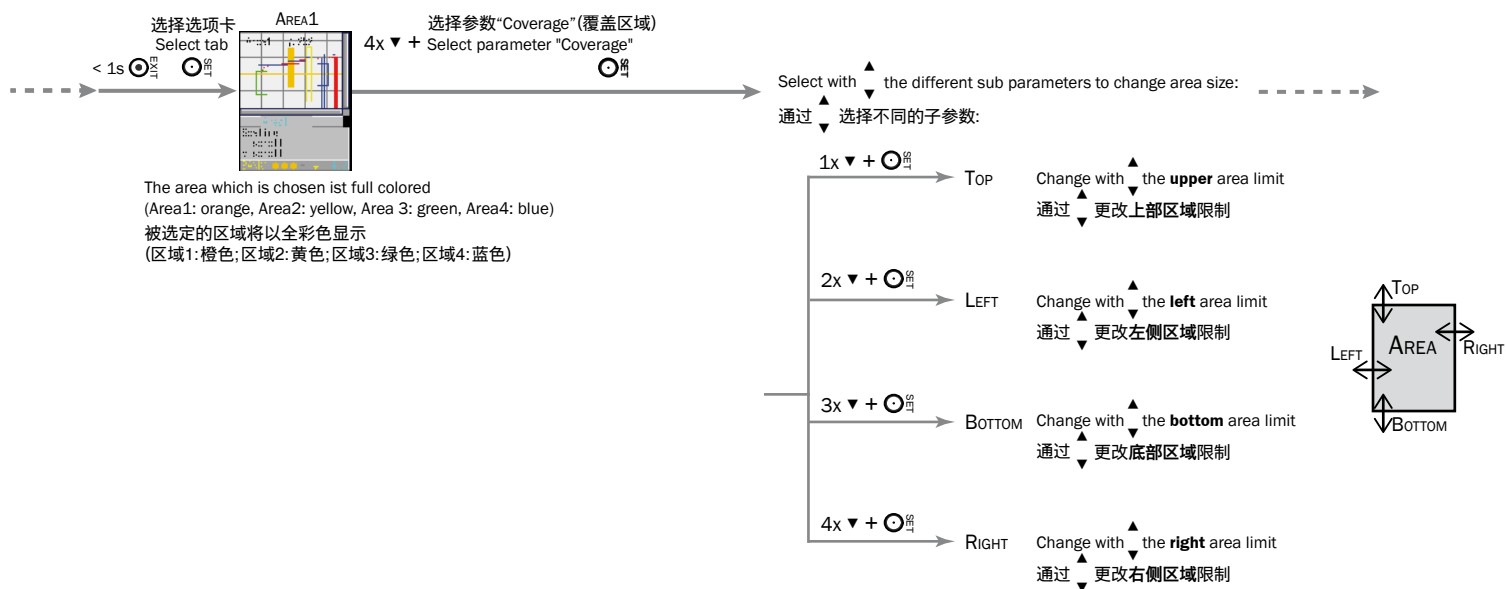 选择选项卡
Select tab
< 1s EXIT SET
AREA1
选择参数“Coverage”(覆盖区域)
4x ▼ + Select parameter "Coverage"
SET
The area which is chosen ist full colored
(Area1: orange, Area2: yellow, Area 3: green, Area4: blue)
被选定的区域将以全彩色显示
(区域1:橙色;区域2:黄色;区域3:绿色;区域4:蓝色)
Select with ▲▼ the different sub parameters to change area size:
通过 ▲▼ 选择不同的子参数:
1x ▼ + SET
TOP
Change with ▲▼ the upper area limit
通过 ▲▼ 更改上部区域限制
2x ▼ + SET
LEFT
Change with ▲▼ the left area limit
通过 ▲▼ 更改左侧区域限制
3x ▼ + SET
BOTTOM
Change with ▲▼ the bottom area limit
通过 ▲▼ 更改底部区域限制
4x ▼ + SET
RIGHT
Change with ▲▼ the right area limit
通过 ▲▼ 更改右侧区域限制
TOP
LEFT
AREA
RIGHT
BOTTOM